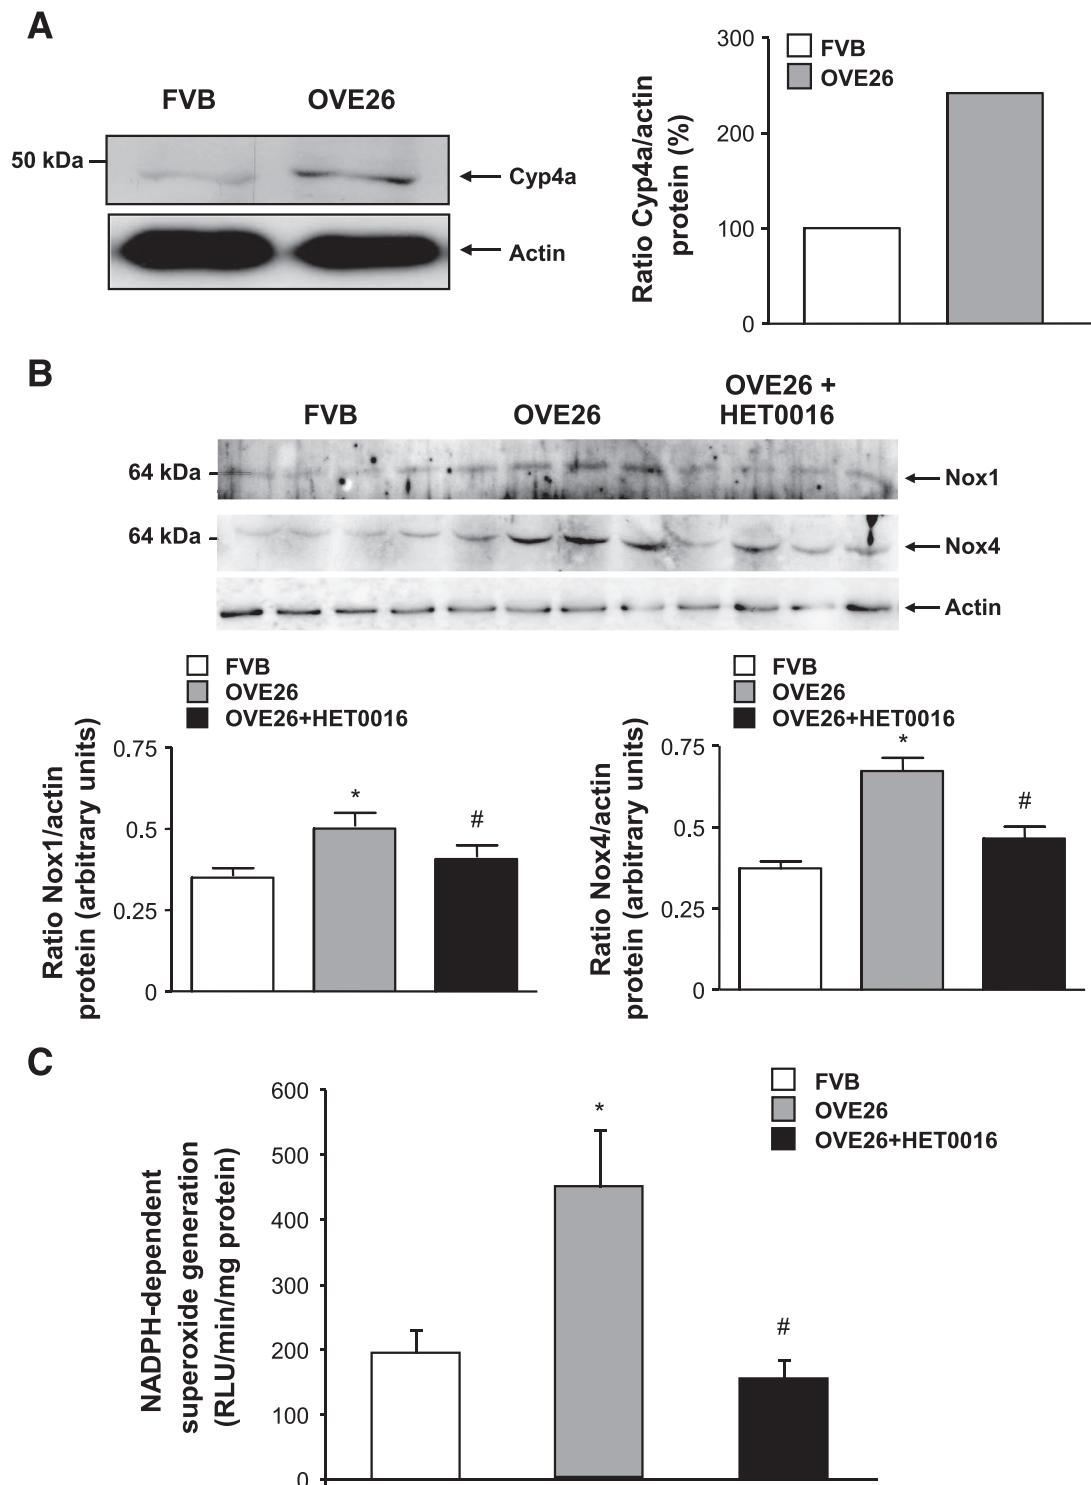 A
FVB OVE26
50 kDa
Cyp4a
Actin
Ratio Cyp4a/actin
protein (%)
300
200
100
0
FVB
OVE26
B
FVB OVE26 OVE26 +
HET0016
64 kDa
Nox1
64 kDa
Nox4
Actin
FVB
OVE26
OVE26+HET0016
Ratio Nox1/actin
protein (arbitrary units)
0.75
0.5
0.25
0
*
#
FVB
OVE26
OVE26+HET0016
Ratio Nox4/actin
protein (arbitrary units)
0.75
0.5
0.25
0
*
#
C
NADPH-dependent
superoxide generation
(RLU/min/mg protein)
600
500
400
300
200
100
0
*
#
FVB
OVE26
OVE26+HET0016